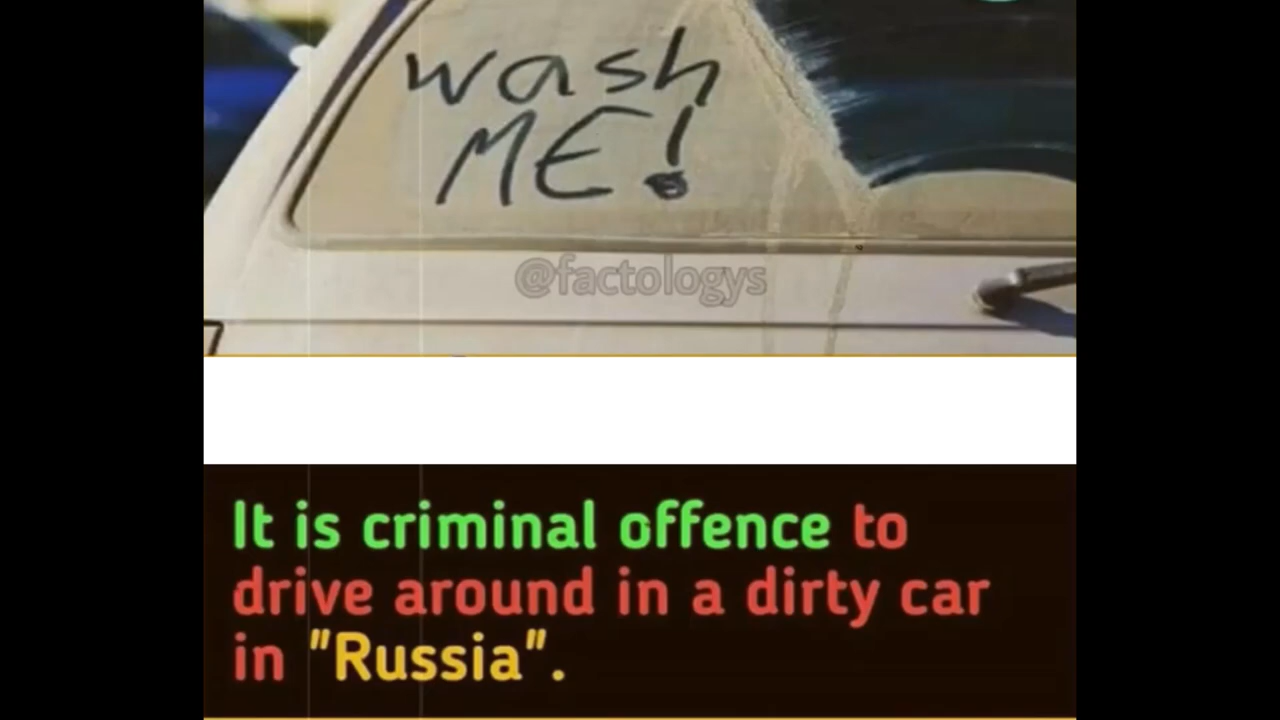 wash
ME!
@factologys
It is criminal offence to
drive around in a dirty car
in "Russia".